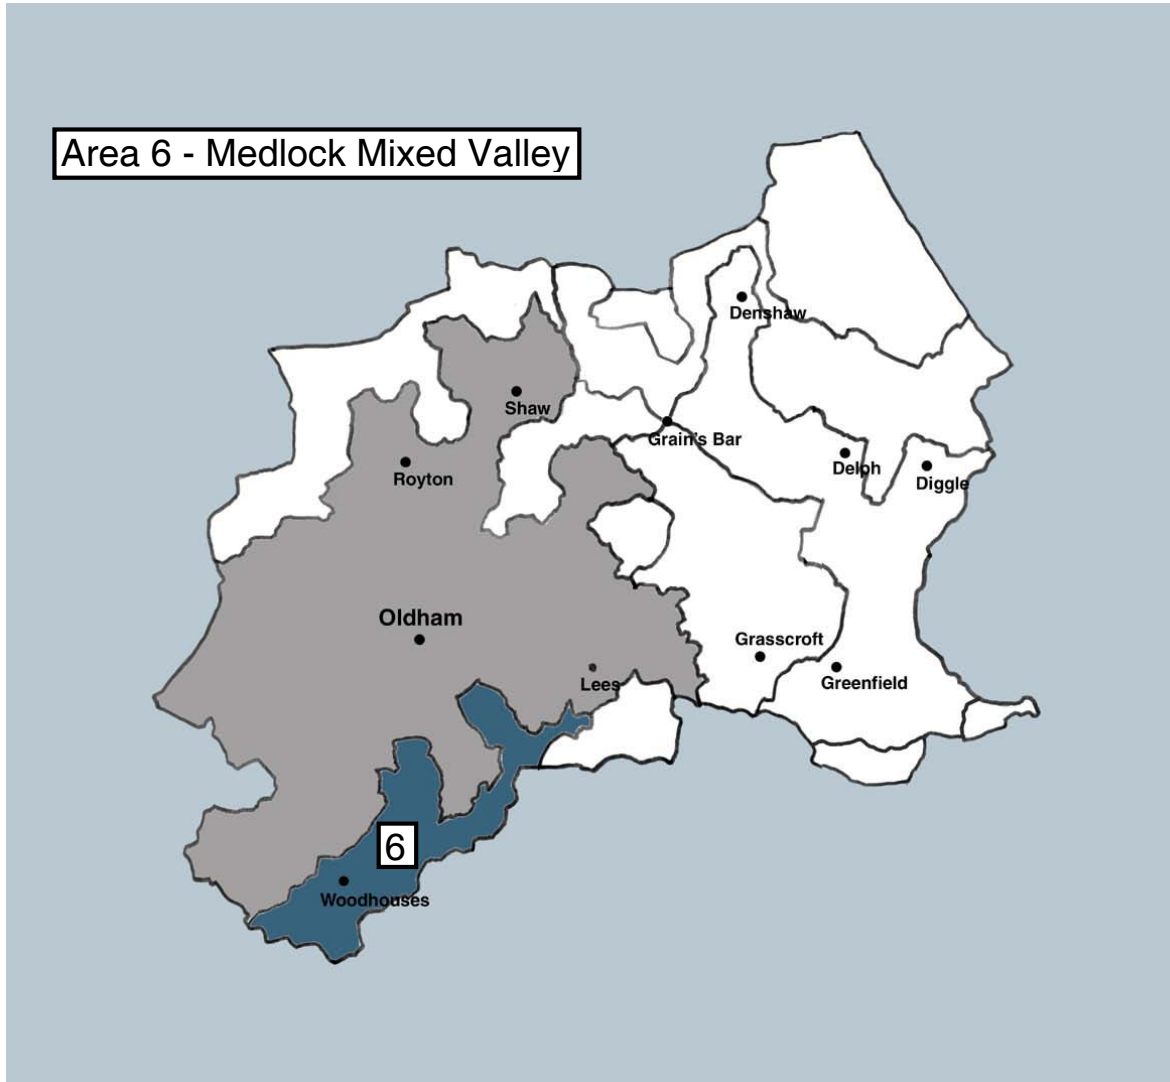 Area 6 - Medlock Mixed Valley
Denshaw
Shaw
Grain's Bar
Royton
Delph
Diggle
Oldham
Grasscroft
Lees
Greenfield
6
Woodhouses